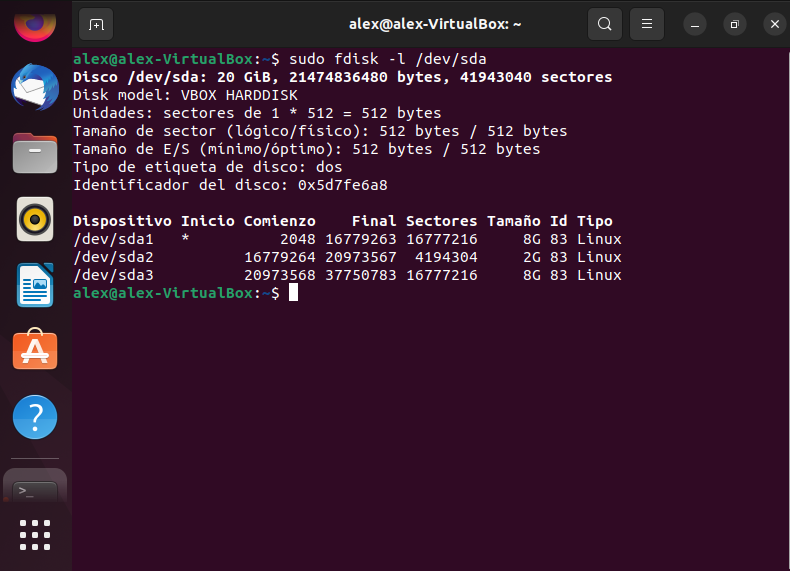 alex@alex-VirtualBox: ~
alex@alex-VirtualBox:~$ sudo fdisk -l /dev/sda
Disco /dev/sda: 20 GiB, 21474836480 bytes, 41943040 sectores
Disk model: VBOX HARDDISK
Unidades: sectores de 1 * 512 = 512 bytes
Tamaño de sector (lógico/físico): 512 bytes / 512 bytes
Tamaño de E/S (mínimo/óptimo): 512 bytes / 512 bytes
Tipo de etiqueta de disco: dos
Identificador del disco: 0x5d7fe6a8
Dispositivo Inicio Comienzo    Final Sectores Tamaño Id Tipo
/dev/sda1   *          2048 16779263 16777216     8G 83 Linux
/dev/sda2          16779264 20973567  4194304     2G 83 Linux
/dev/sda3          20973568 37750783 16777216     8G 83 Linux
alex@alex-VirtualBox:~$